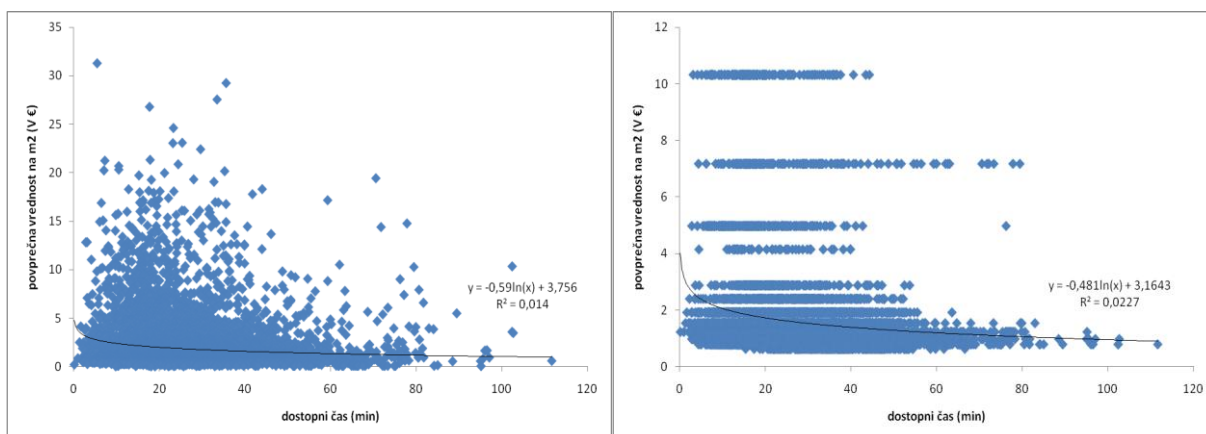 35
30
25
20
15
10
5
0
povprečna vrednost na m2 (V €)
y = -0,59ln(x) + 3,756
R² = 0,014
0 20 40 60 80 100 120
dostopni čas (min)
12
10
8
6
4
2
0
povprečna vrednost na m2 (V €)
y = -0,481ln(x) + 3,1643
R² = 0,0227
0 20 40 60 80 100 120
dostopni čas (min)